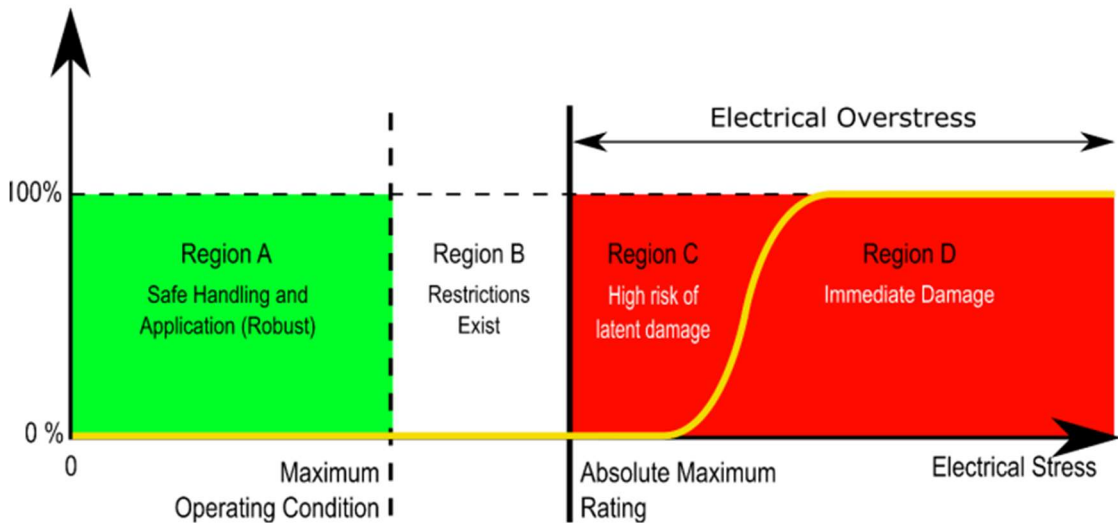 Electrical Overstress
100%
Region A
Safe Handling and
Application (Robust)
Region B
Restrictions
Exist
Region C
High risk of
latent damage
Region D
Immediate Damage
0 %
0
Maximum
Operating Condition
Absolute Maximum
Rating
Electrical Stress